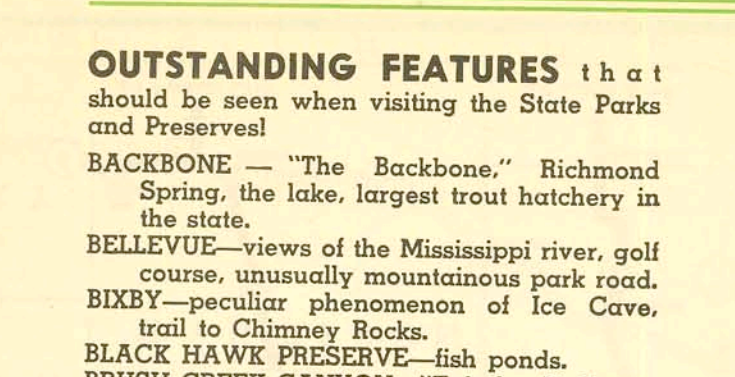 OUTSTANDING FEATURES that
should be seen when visiting the State Parks
and Preserves!
BACKBONE — "The Backbone," Richmond
Spring, the lake, largest trout hatchery in
the state.
BELLEVUE—views of the Mississippi river, golf
course, unusually mountainous park road.
BIXBY—peculiar phenomenon of Ice Cave,
trail to Chimney Rocks.
BLACK HAWK PRESERVE—fish ponds.